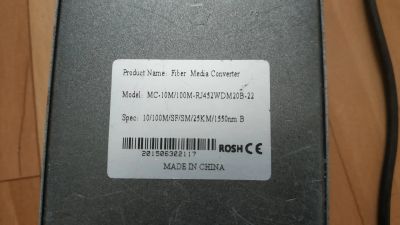 Product Name: Fiber Media Converter
Model: MC-10M/100M-RJ452WDM20B-22
Spec: 10/100M/SF/SM/25KM/1550nm B
201506302117
ROSH CE
MADE IN CHINA